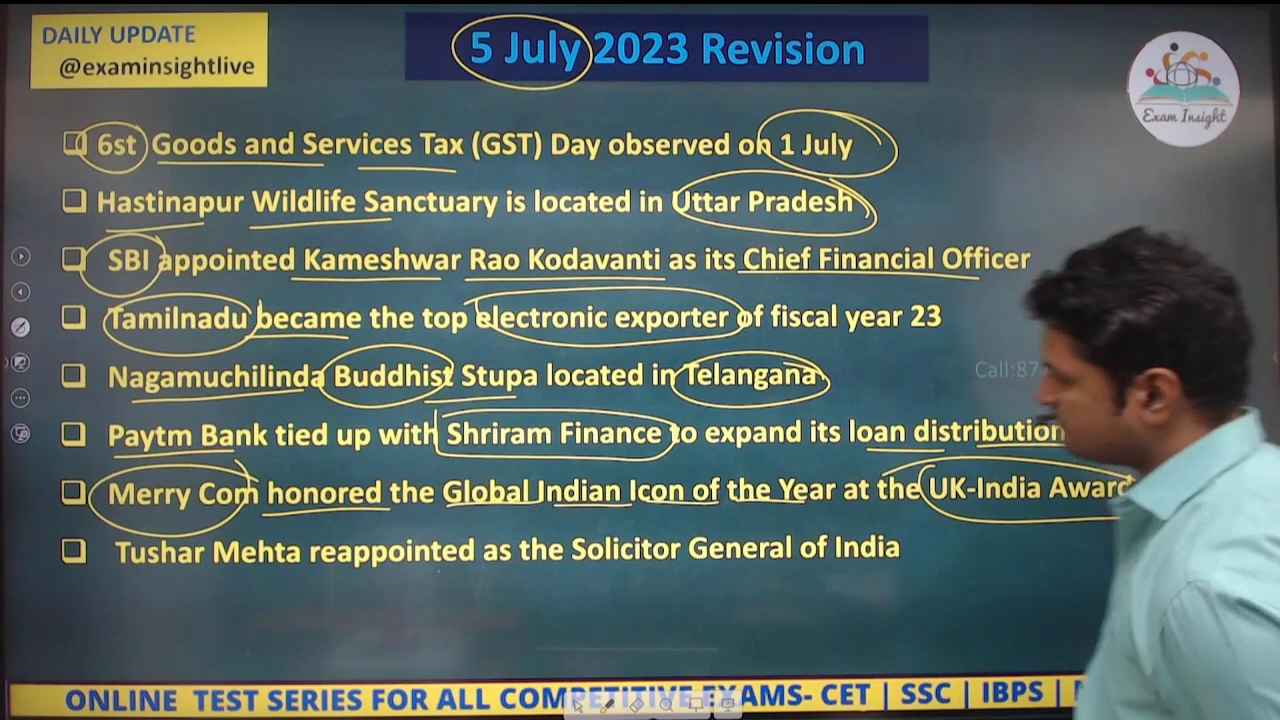 DAILY UPDATE
@examinsightlive
5 July 2023 Revision
Exam Insight
6st Goods and Services Tax (GST) Day observed on 1 July
Hastinapur Wildlife Sanctuary is located in Uttar Pradesh
SBI appointed Kameshwar Rao Kodavanti as its Chief Financial Officer
Tamilnadu became the top electronic exporter of fiscal year 23
Nagamuchilinda Buddhist Stupa located in Telangana
Call:87
Paytm Bank tied up with Shriram Finance to expand its loan distribution
Merry Com honored the Global Indian Icon of the Year at the UK-India Award
Tushar Mehta reappointed as the Solicitor General of India
ONLINE TEST SERIES FOR ALL COMPETITIVE EXAMS- CET | SSC | IBPS |